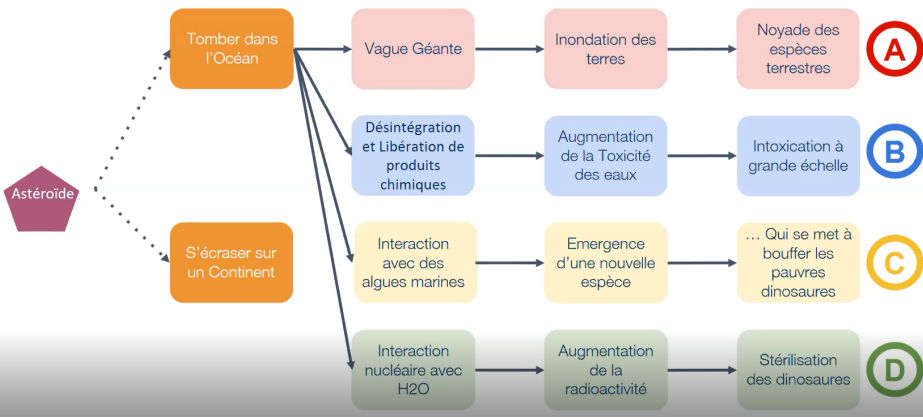 Tomber dans
l'Océan
Vague Géante
Inondation des
terres
Noyade des
espèces
terrestres
A
Désintégration
et Libération de
produits
chimiques
Augmentation
de la Toxicité
des eaux
Intoxication à
grande échelle
B
Astéroïde
S'écraser sur
un Continent
Interaction
avec des
algues marines
Emergence
d'une nouvelle
espèce
... Qui se met à
bouffer les
pauvres
dinosaures
C
Interaction
nucléaire avec
H2O
Augmentation
de la
radioactivité
Stérilisation
des dinosaures
D